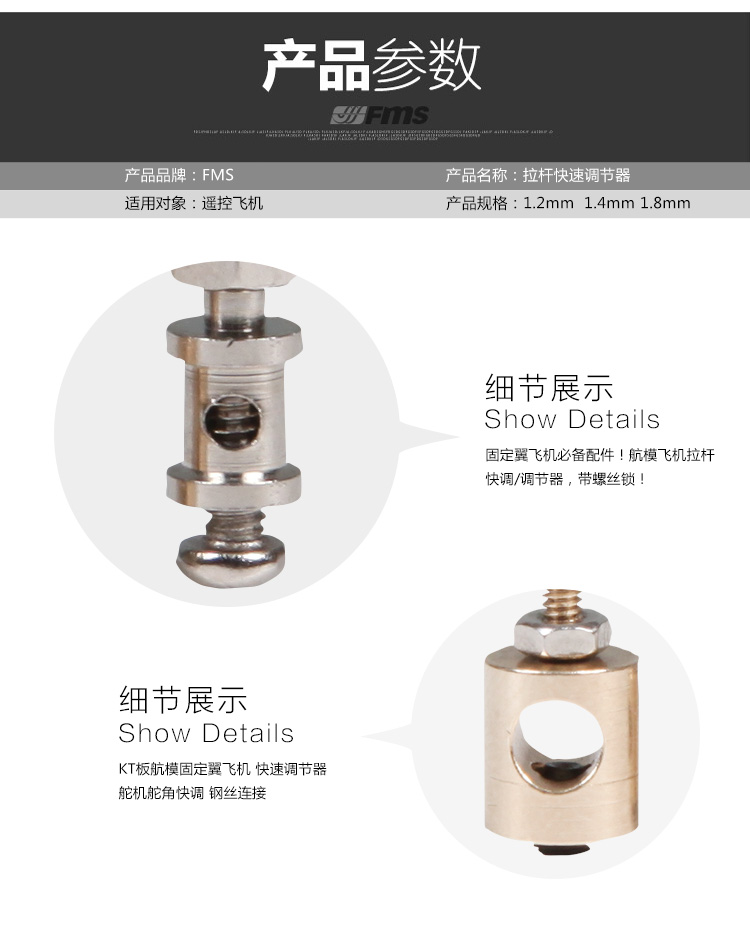 产品参数
FMS
产品品牌：FMS
产品名称：拉杆快速调节器
适用对象：遥控飞机
产品规格：1.2mm 1.4mm 1.8mm
细节展示
Show Details
固定翼飞机必备配件！航模飞机拉杆
快调/调节器，带螺丝锁！
细节展示
Show Details
KT板航模固定翼飞机 快速调节器
舵机舵角快调 钢丝连接